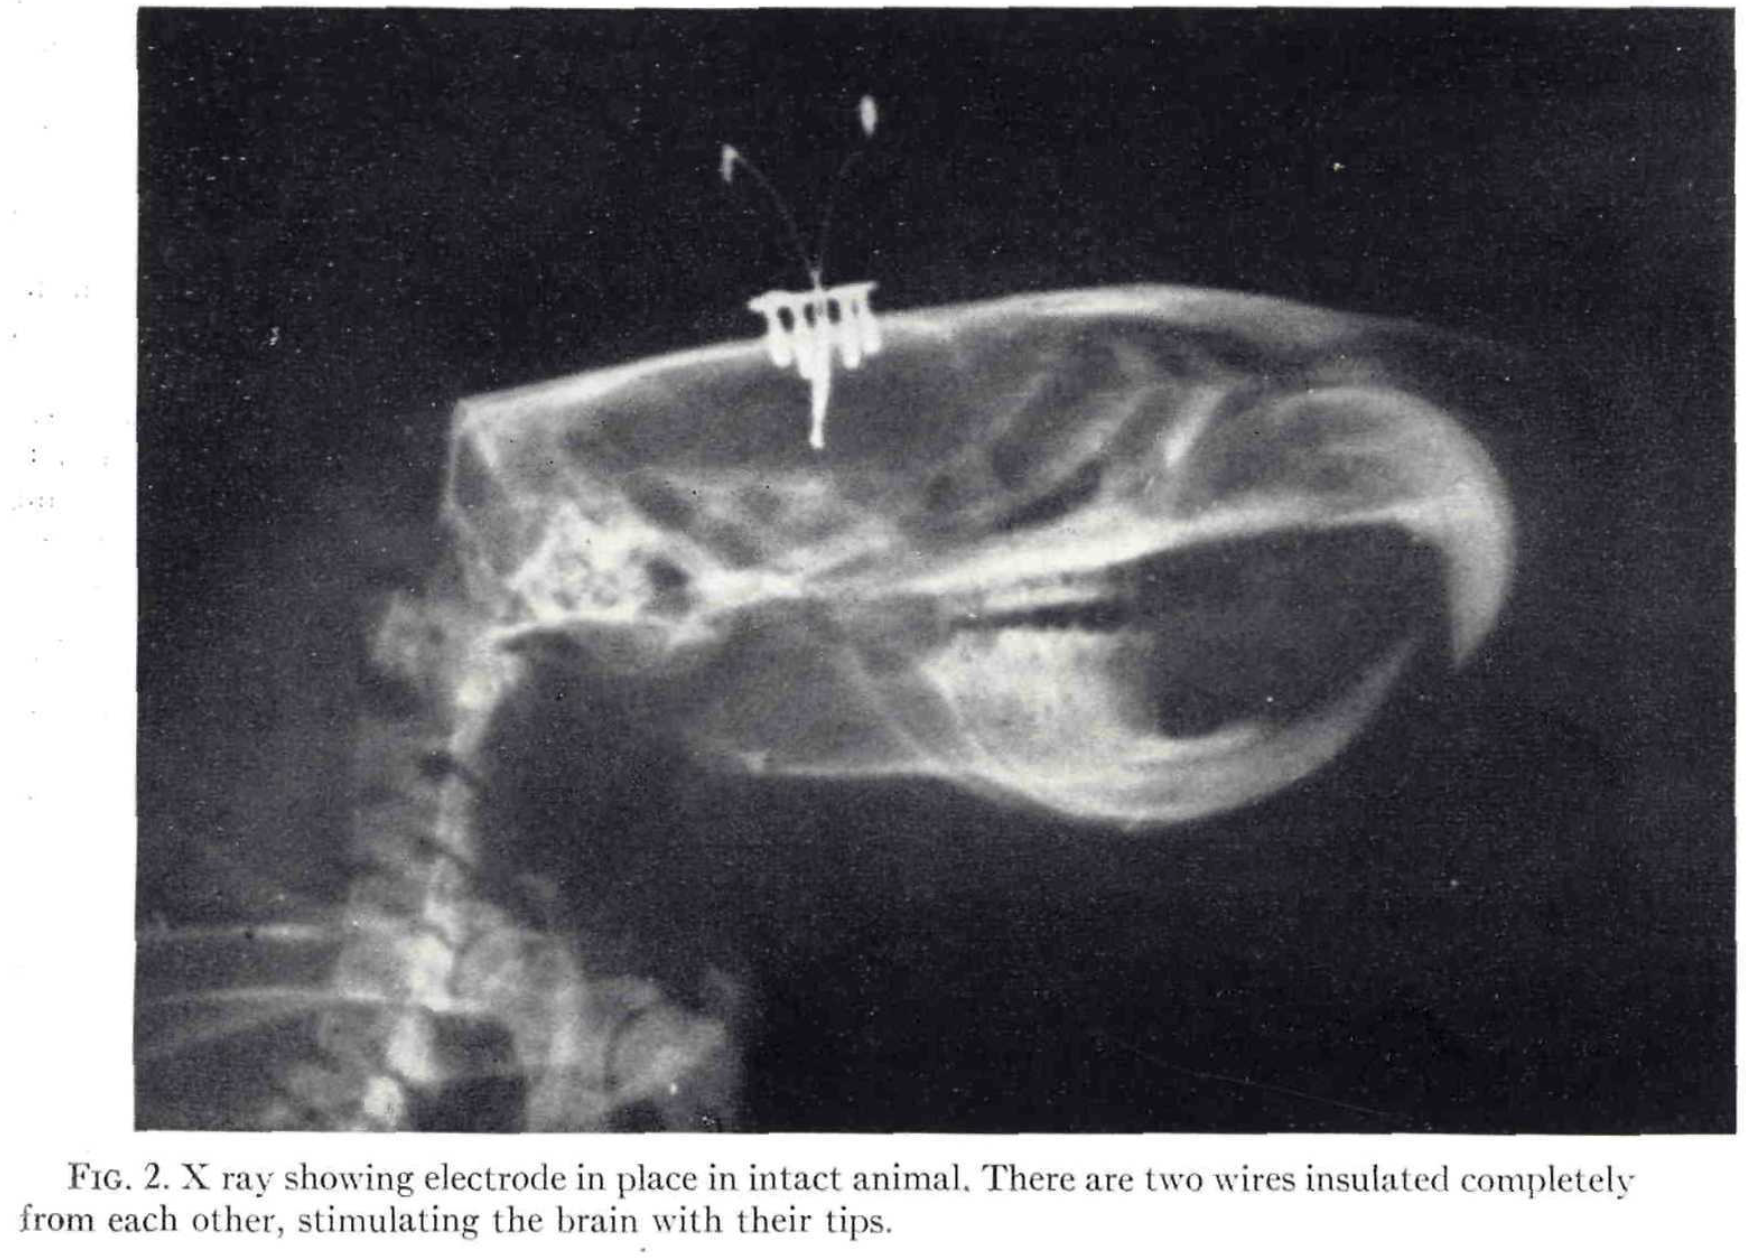 FIG. 2. X ray showing electrode in place in intact animal. There are two wires insulated completely
from each other, stimulating the brain with their tips.